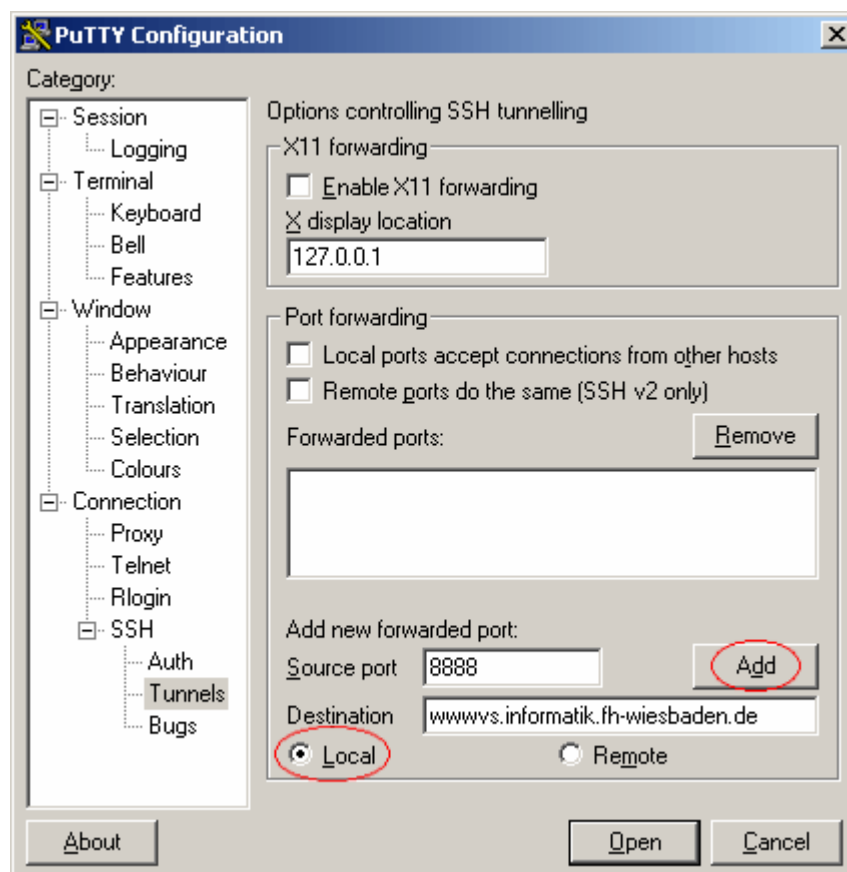 PuTTY Configuration
Category:
Session
Logging
Terminal
Keyboard
Bell
Features
Window
Appearance
Behaviour
Translation
Selection
Colours
Connection
Proxy
Telnet
Rlogin
SSH
Auth
Tunnels
Bugs
Options controlling SSH tunnelling
X11 forwarding
Enable X11 forwarding
X display location
127.0.0.1
Port forwarding
Local ports accept connections from other hosts
Remote ports do the same (SSH v2 only)
Forwarded ports:
Remove
Add new forwarded port:
Source port 8888 Add
Destination wwwvs.informatik.fh-wiesbaden.de
Local Remote
About Open Cancel